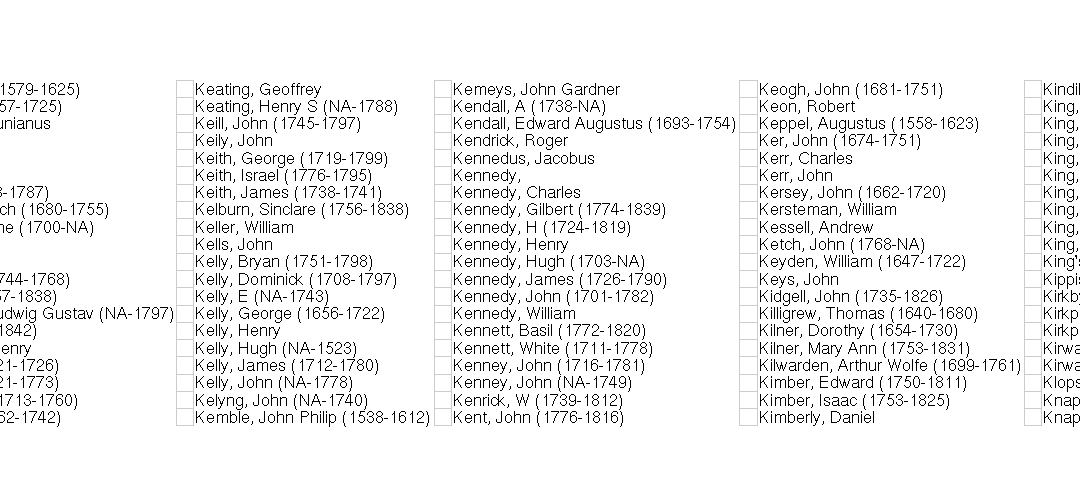 1579-1625)
57-1725)
unianus
3-1787)
ch (1680-1755)
ne (1700-NA)
744-1768)
57-1838)
udwig Gustav (NA-1797)
1842)
enry
21-1726)
21-1773)
1713-1760)
62-1742)
Keating, Geoffrey
Keating, Henry S (NA-1788)
Keill, John (1745-1797)
Keily, John
Keith, George (1719-1799)
Keith, Israel (1776-1795)
Keith, James (1738-1741)
Kelburn, Sinclare (1756-1838)
Keller, William
Kells, John
Kelly, Bryan (1751-1798)
Kelly, Dominick (1708-1797)
Kelly, E (NA-1743)
Kelly, George (1656-1722)
Kelly, Henry
Kelly, Hugh (NA-1523)
Kelly, James (1712-1780)
Kelly, John (NA-1778)
Kelyng, John (NA-1740)
Kemble, John Philip (1538-1612)
Kemeys, John Gardner
Kendall, A (1738-NA)
Kendall, Edward Augustus (1693-1754)
Kendrick, Roger
Kennedus, Jacobus
Kennedy,
Kennedy, Charles
Kennedy, Gilbert (1774-1839)
Kennedy, H (1724-1819)
Kennedy, Henry
Kennedy, Hugh (1703-NA)
Kennedy, James (1726-1790)
Kennedy, John (1701-1782)
Kennedy, William
Kennett, Basil (1772-1820)
Kennett, White (1711-1778)
Kenney, John (1716-1781)
Kenney, John (NA-1749)
Kenrick, W (1739-1812)
Kent, John (1776-1816)
Keogh, John (1681-1751)
Keon, Robert
Keppel, Augustus (1558-1623)
Ker, John (1674-1751)
Kerr, Charles
Kerr, John
Kersey, John (1662-1720)
Kersteman, William
Kessell, Andrew
Ketch, John (1768-NA)
Keyden, William (1647-1722)
Keys, John
Kidgell, John (1735-1826)
Killigrew, Thomas (1640-1680)
Kilner, Dorothy (1654-1730)
Kilner, Mary Ann (1753-1831)
Kilwarden, Arthur Wolfe (1699-1761)
Kimber, Edward (1750-1811)
Kimber, Isaac (1753-1825)
Kimberly, Daniel
Kindl
King,
King,
King,
King,
King,
King,
King,
King,
King,
King's
Kippis
Kirkby
Kirkp
Kirkp
Kirwa
Kirwa
Klops
Knap
Knap